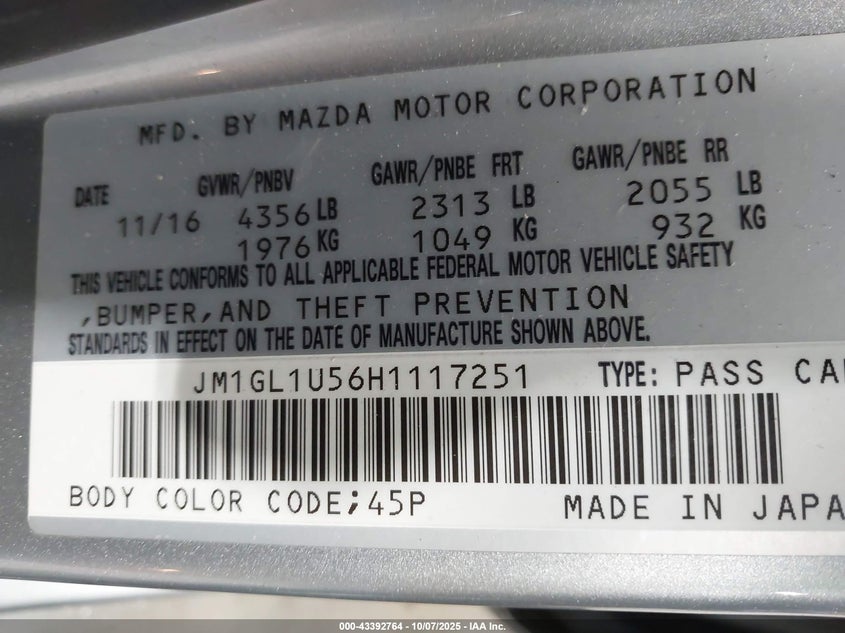 MFD. BY MAZDA MOTOR CORPORATION
DATE GVWR/PNBV GAWR/PNBE FRT GAWR/PNBE RR
11/16 4356 LB 2313 LB 2055 LB
1976 KG 1049 KG 932 KG
THIS VEHICLE CONFORMS TO ALL APPLICABLE FEDERAL MOTOR VEHICLE SAFETY
,BUMPER,AND THEFT PREVENTION
STANDARDS IN EFFECT ON THE DATE OF MANUFACTURE SHOWN ABOVE.
JM1GL1U56H1117251 TYPE: PASS CA
BODY COLOR CODE;45P MADE IN JAPA
000-43392764 - 10/07/2025 - IAA Inc.